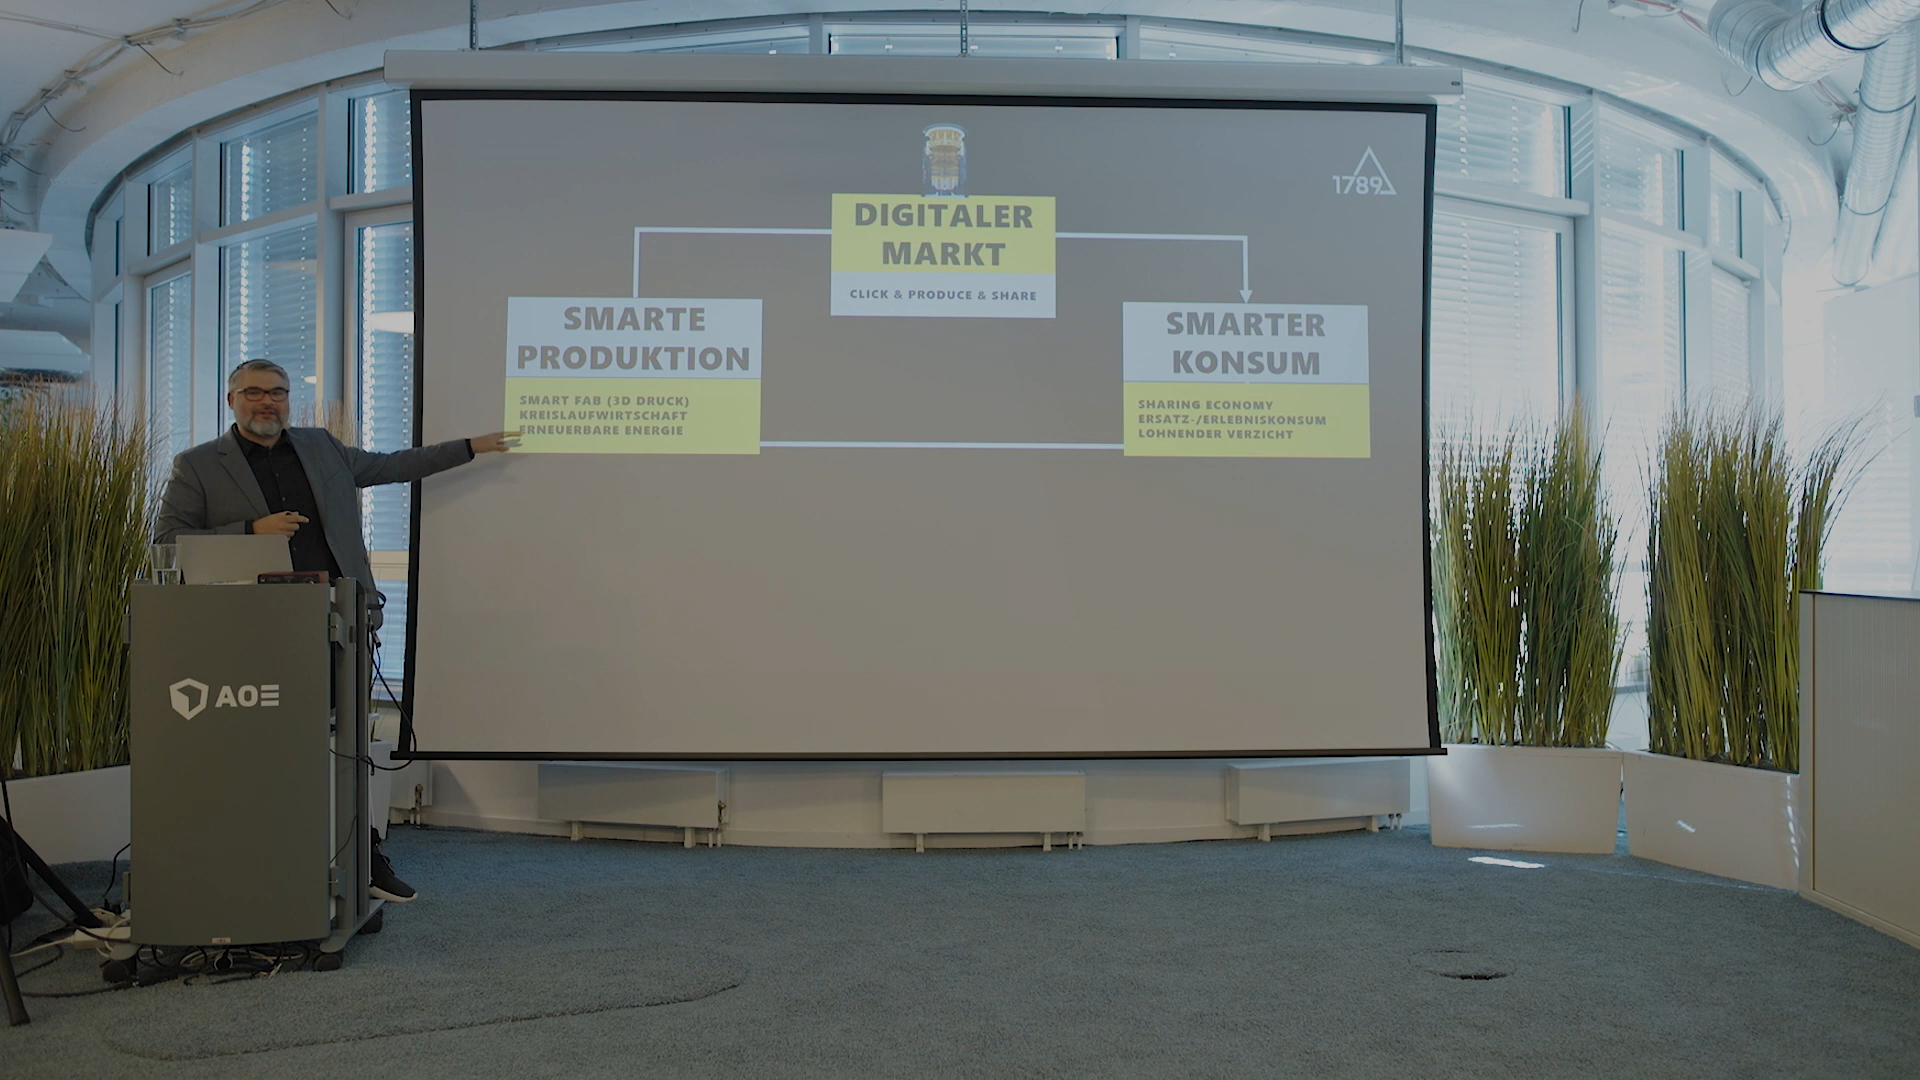 1789
DIGITALER
MARKT
CLICK & PRODUCE & SHARE
SMARTE
PRODUKTION
SMART FAB (3D DRUCK)
KREISLAUFWIRTSCHAFT
ERNEUERBARE ENERGIE
SMARTER
KONSUM
SHARING ECONOMY
ERSATZ-/ERLEBNISKONSUM
LOHNENDER VERZICHT
AOE